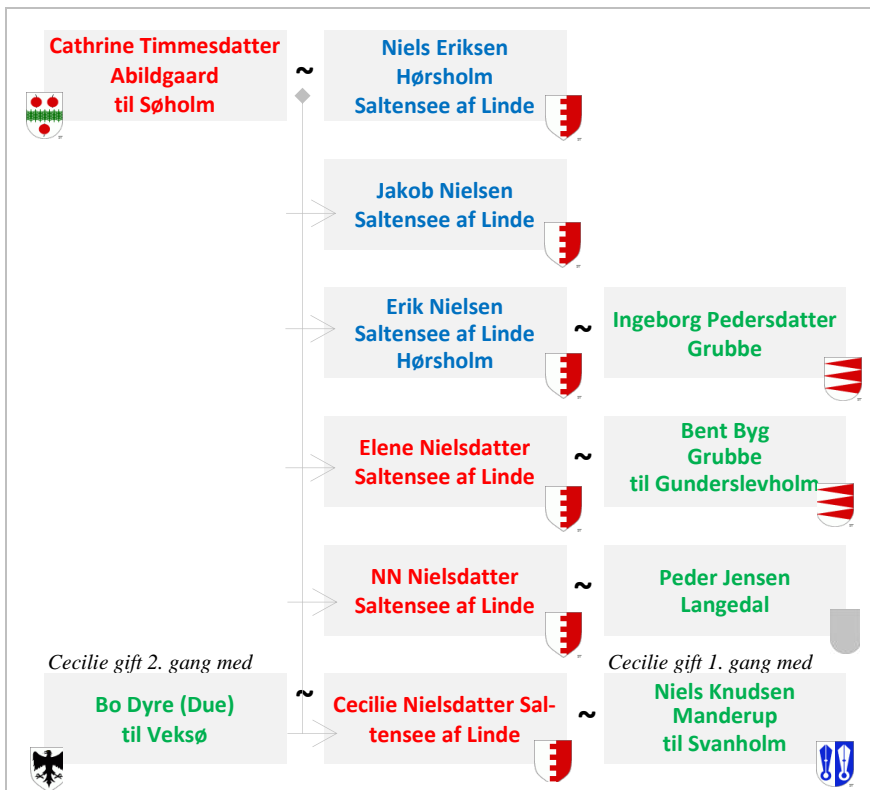 Cathrine Timmesdatter
Abildgaard
til Søholm
~
Niels Eriksen
Hørsholm
Saltensee af Linde
Jakob Nielsen
Saltensee af Linde
Erik Nielsen
Saltensee af Linde
Hørsholm
~
Ingeborg Pedersdatter
Grubbe
Elene Nielsdatter
Saltensee af Linde
~
Bent Byg
Grubbe
til Gunderslevholm
NN Nielsdatter
Saltensee af Linde
~
Peder Jensen
Langedal
Cecilie gift 2. gang med
Cecilie gift 1. gang med
Bo Dyre (Due)
til Veksø
~
Cecilie Nielsdatter Sal-
tensee af Linde
~
Niels Knudsen
Manderup
til Svanholm